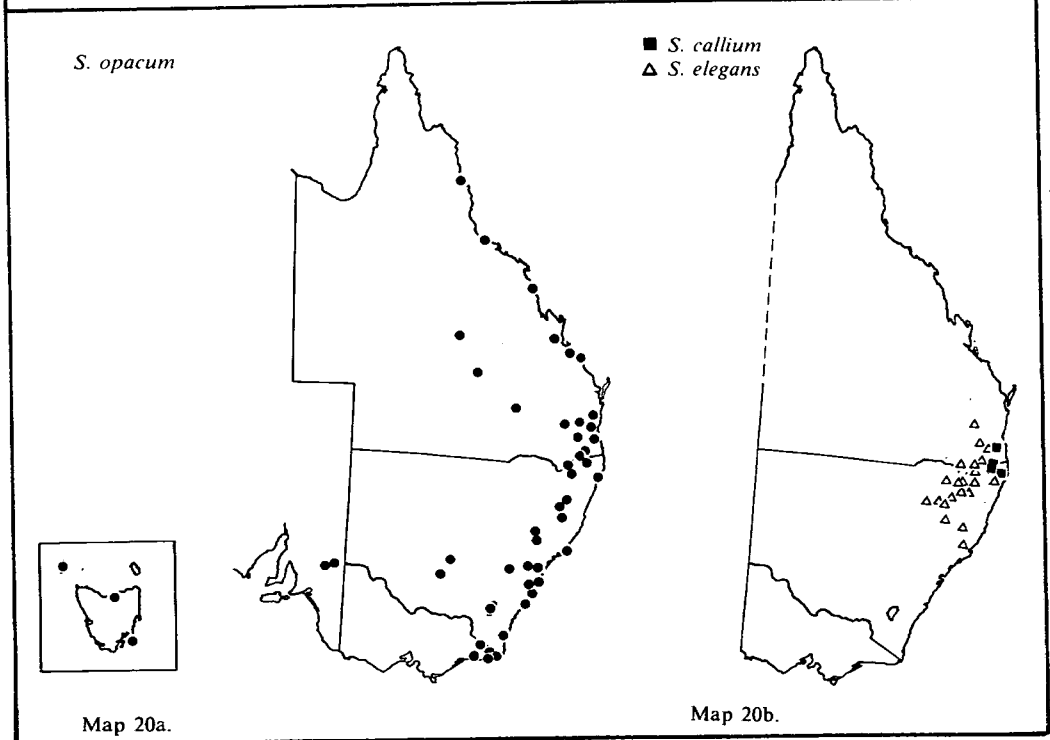 S. opacum
■ S. callium
△ S. elegans
Map 20a.
Map 20b.